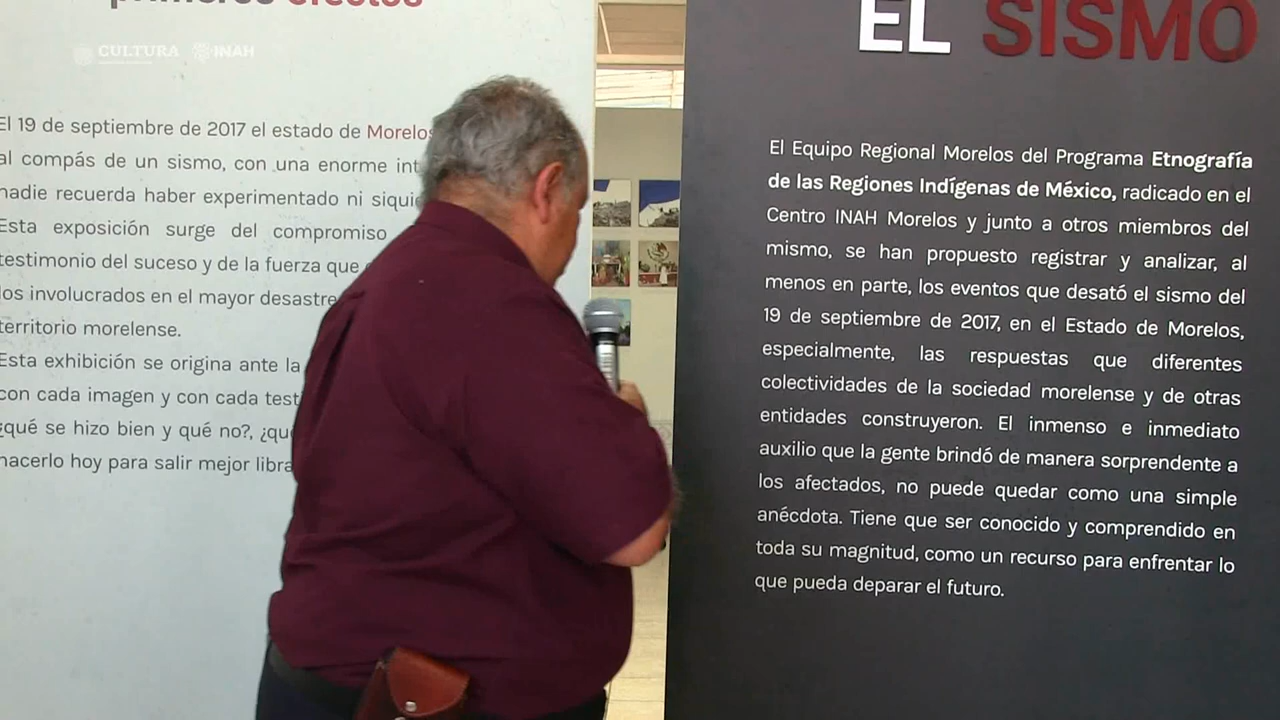 primeros efectos
CULTURA INAH
El 19 de septiembre de 2017 el estado de Morelos
al compás de un sismo, con una enorme
nadie recuerda haber experimentado ni
Esta exposición surge del compromiso
testimonio del suceso y de la fuerza que
los involucrados en el mayor desastre
territorio morelense.
Esta exhibición se origina ante la
con cada imagen y con cada
¿qué se hizo bien y qué no?,
hacerlo hoy para salir mejor
EL SISMO
El Equipo Regional Morelos del Programa Etnografía
de las Regiones Indígenas de México, radicado en el
Centro INAH Morelos y junto a otros miembros del
mismo, se han propuesto registrar y analizar, al
menos en parte, los eventos que desató el sismo del
19 de septiembre de 2017, en el Estado de Morelos,
especialmente, las respuestas que diferentes
colectividades de la sociedad morelense y de otras
entidades construyeron. El inmenso e inmediato
auxilio que la gente brindó de manera sorprendente a
los afectados, no puede quedar como una simple
anécdota. Tiene que ser conocido y comprendido en
toda su magnitud, como un recurso para enfrentar lo
que pueda deparar el futuro.